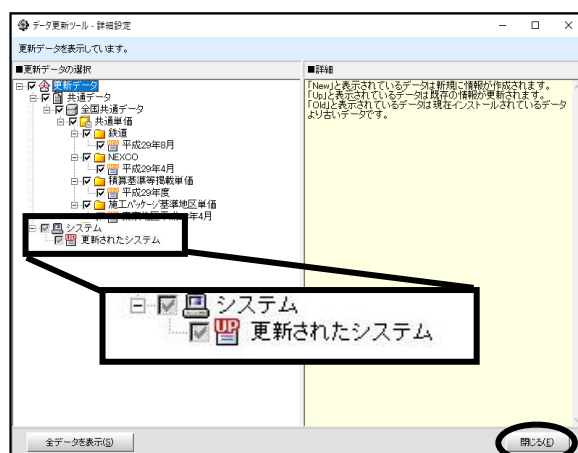 データ更新ツール - 詳細設定
更新データを表示しています。
■更新データの選択
更新データ
共通データ
全国共通データ
共通単価
鉄道
平成29年8月
NEXCO
平成29年4月
積算基準等掲載単価
平成29年度
施工パッケージ基準地区単価
年4月
システム
更新されたシステム
■詳細
「New」と表示されているデータは新規に情報が作成されます。
「Up」と表示されているデータは既存の情報が更新されます。
「Old」と表示されているデータは現在インストールされているデータ
より古いデータです。
システム
UP 更新されたシステム
全データを表示(S)
閉じる(E)